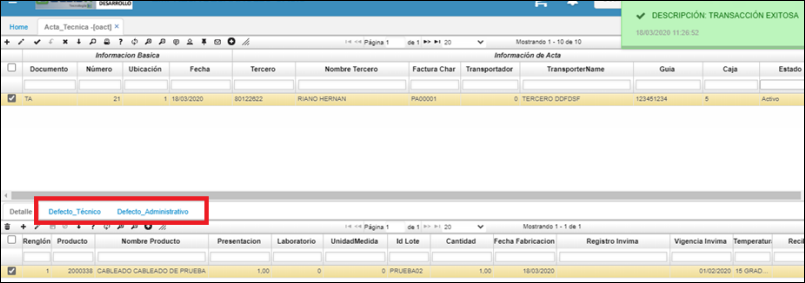 DESARROLLO
DESCRIPCIÓN: TRANSACCIÓN EXITOSA
18/03/2020 11:26:52
Home Acta_Tecnica -[oact] ×
Página 1 de 1 20 Mostrando 1 - 10 de 10
Informacion Basica Información de Acta
Documento Número Ubicación Fecha Tercero Nombre Tercero Factura Char Transportador TransporterName Guia Caja Estado
TA 21 1 18/03/2020 80122622 RIANO HERNAN PA00001 0 TERCERO DDFDSF 123451234 5 Activo
Detalle Defecto_Técnico Defecto_Administrativo
Página 1 de 1 20 Mostrando 1 - 1 de 1
Renglón Producto Nombre Producto Presentacion Laboratorio UnidadMedida Id Lote Cantidad Fecha Fabricacion Registro Invima Vigencia Invima Temperatur Reci
1 2000338 CABLEADO CABLEADO DE PRUEBA 1.00 0 0 PRUEBA02 1.00 18/03/2020 01/02/2020 15 GRAD...